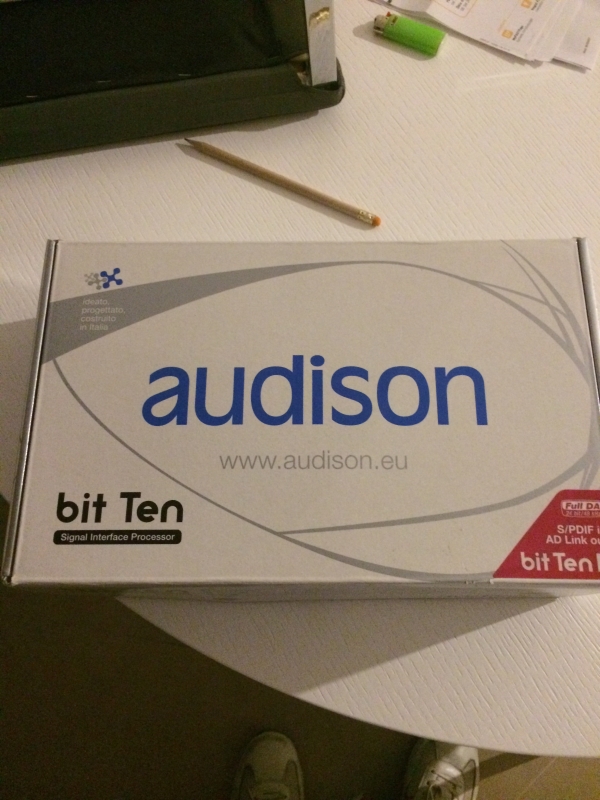 ideato,
progettato,
costruito
in Italia
audison
www.audison.eu
bit Ten
Signal Interface Processor
Full DA
S/PDIF i
AD Link ou
bit Ten